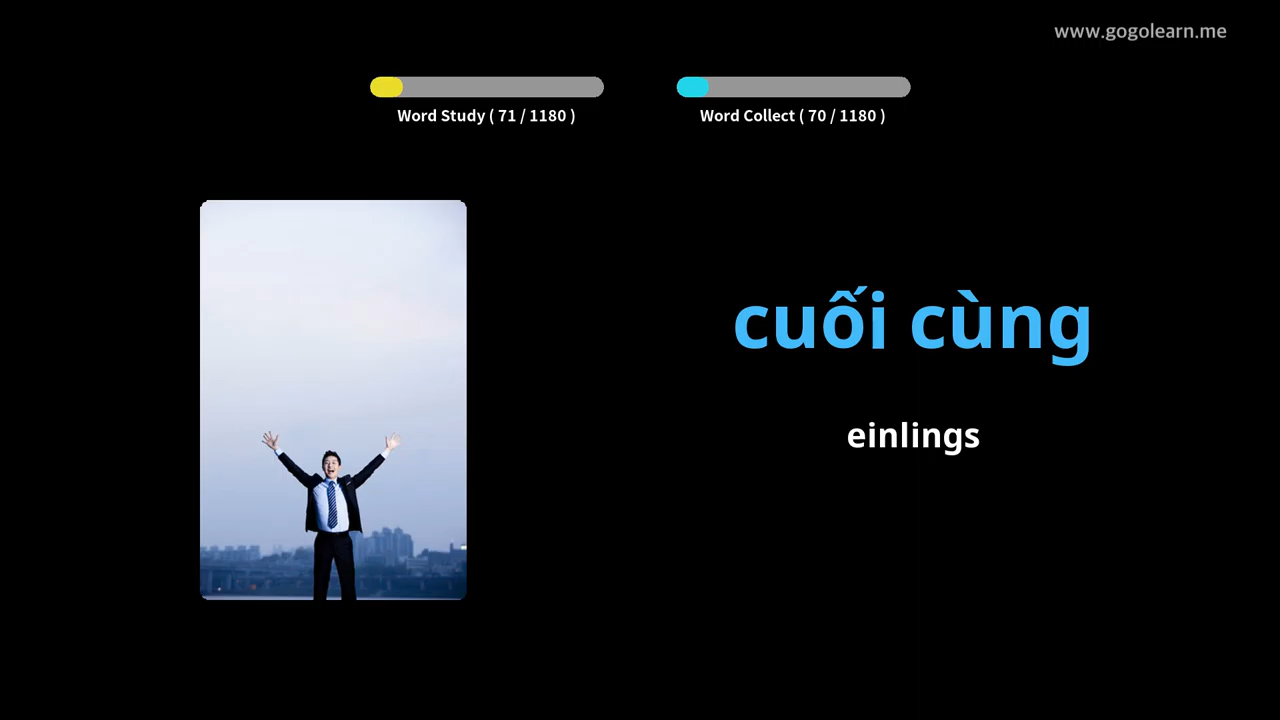 www.gogolearn.me
Word Study ( 71 / 1180 )
Word Collect ( 70 / 1180 )
cuối cùng
einlings